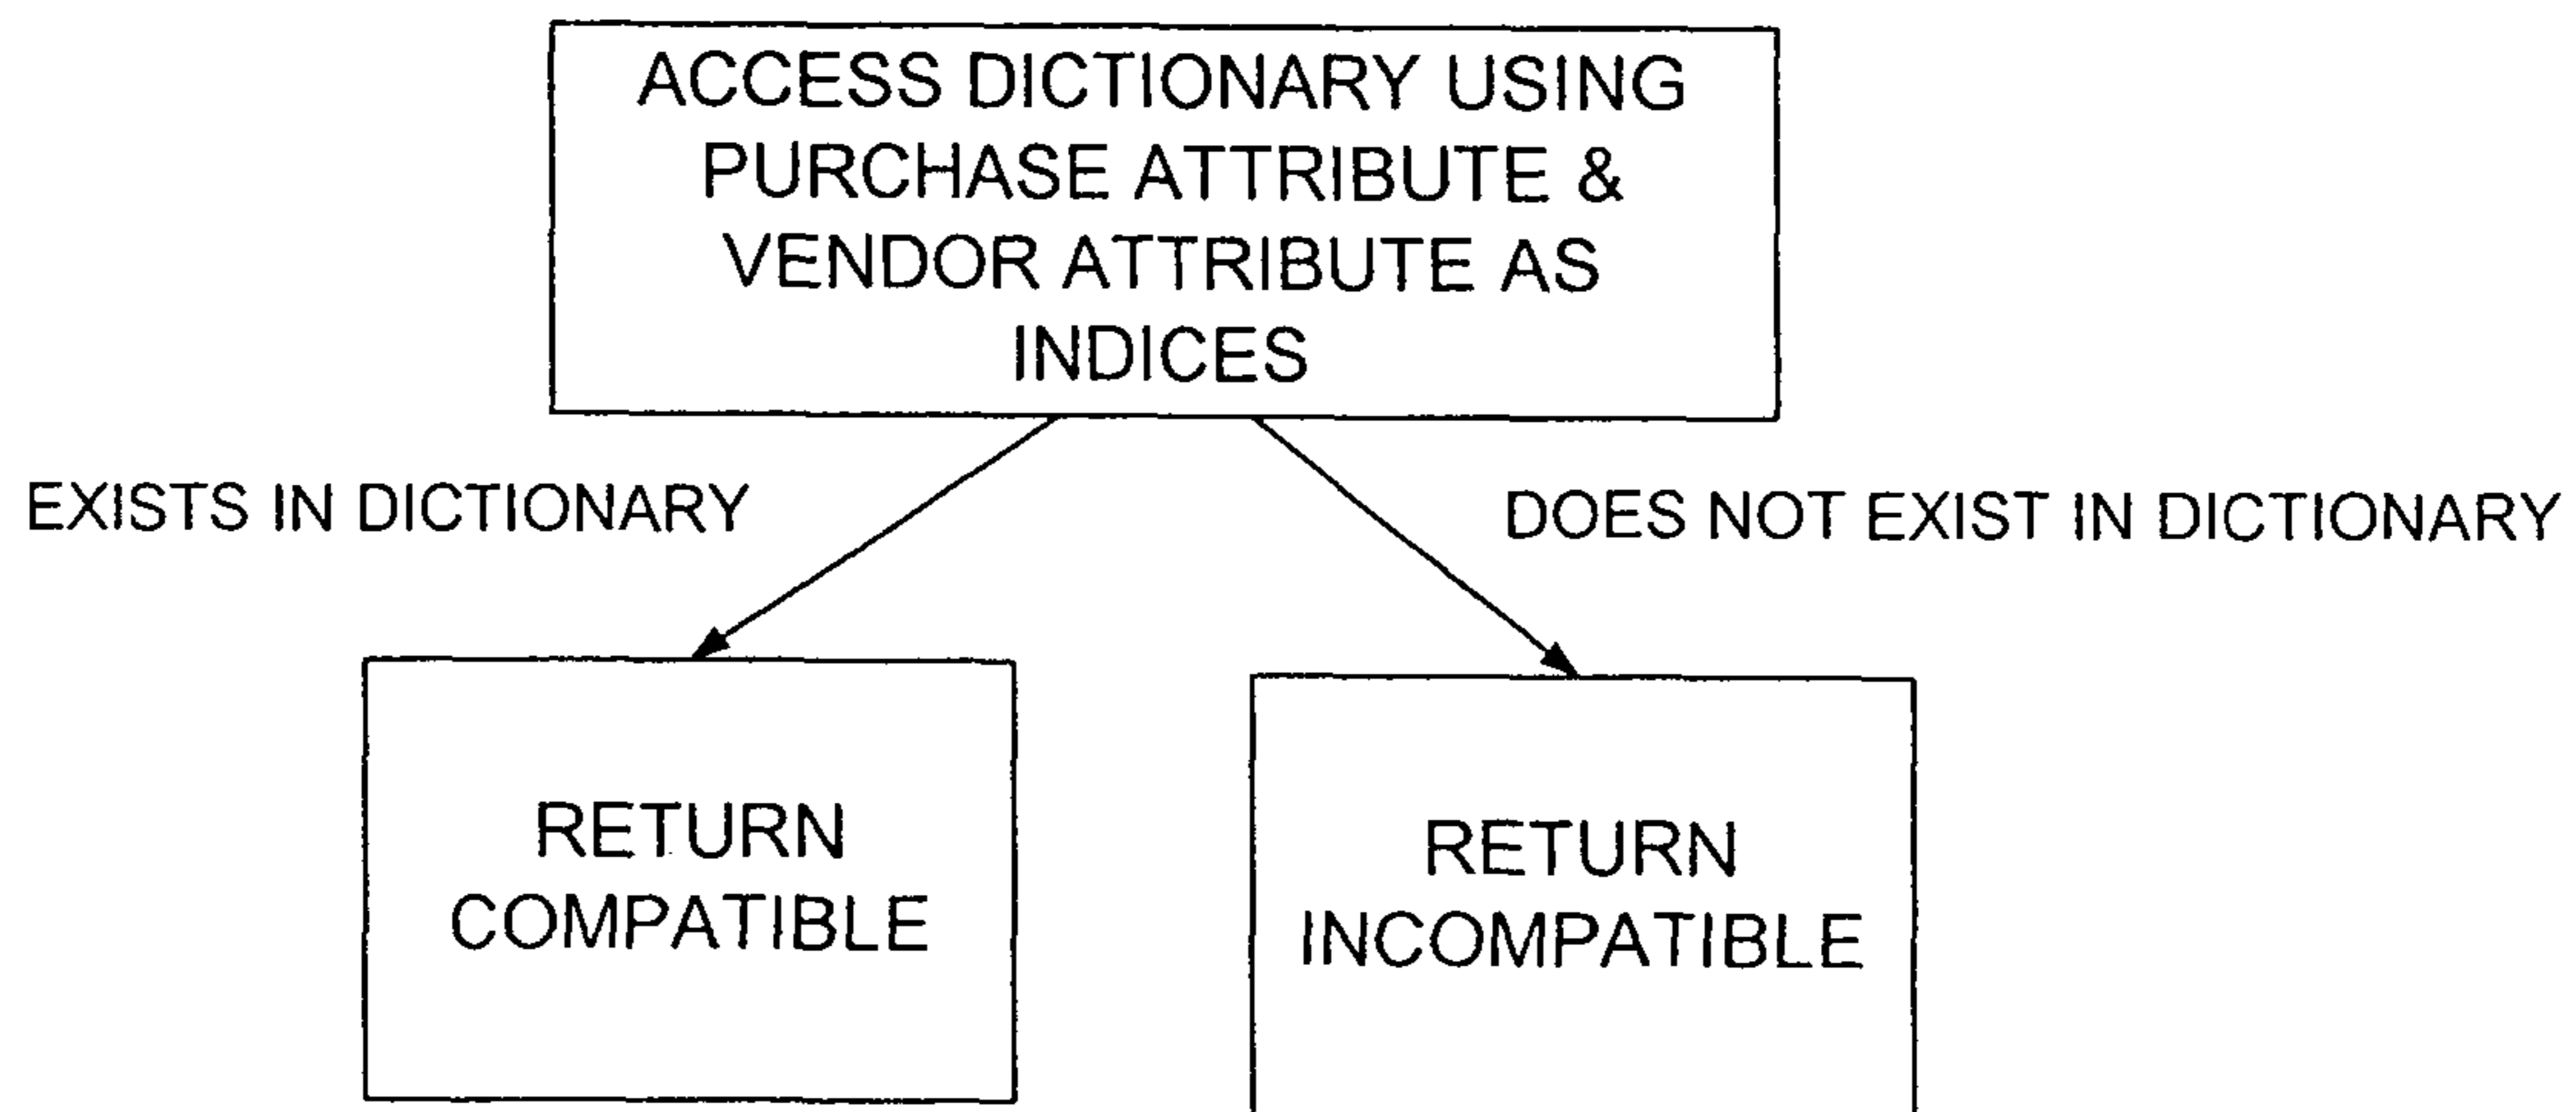 ACCESS DICTIONARY USING
PURCHASE ATTRIBUTE &
VENDOR ATTRIBUTE AS
INDICES
EXISTS IN DICTIONARY
DOES NOT EXIST IN DICTIONARY
RETURN
COMPATIBLE
RETURN
INCOMPATIBLE